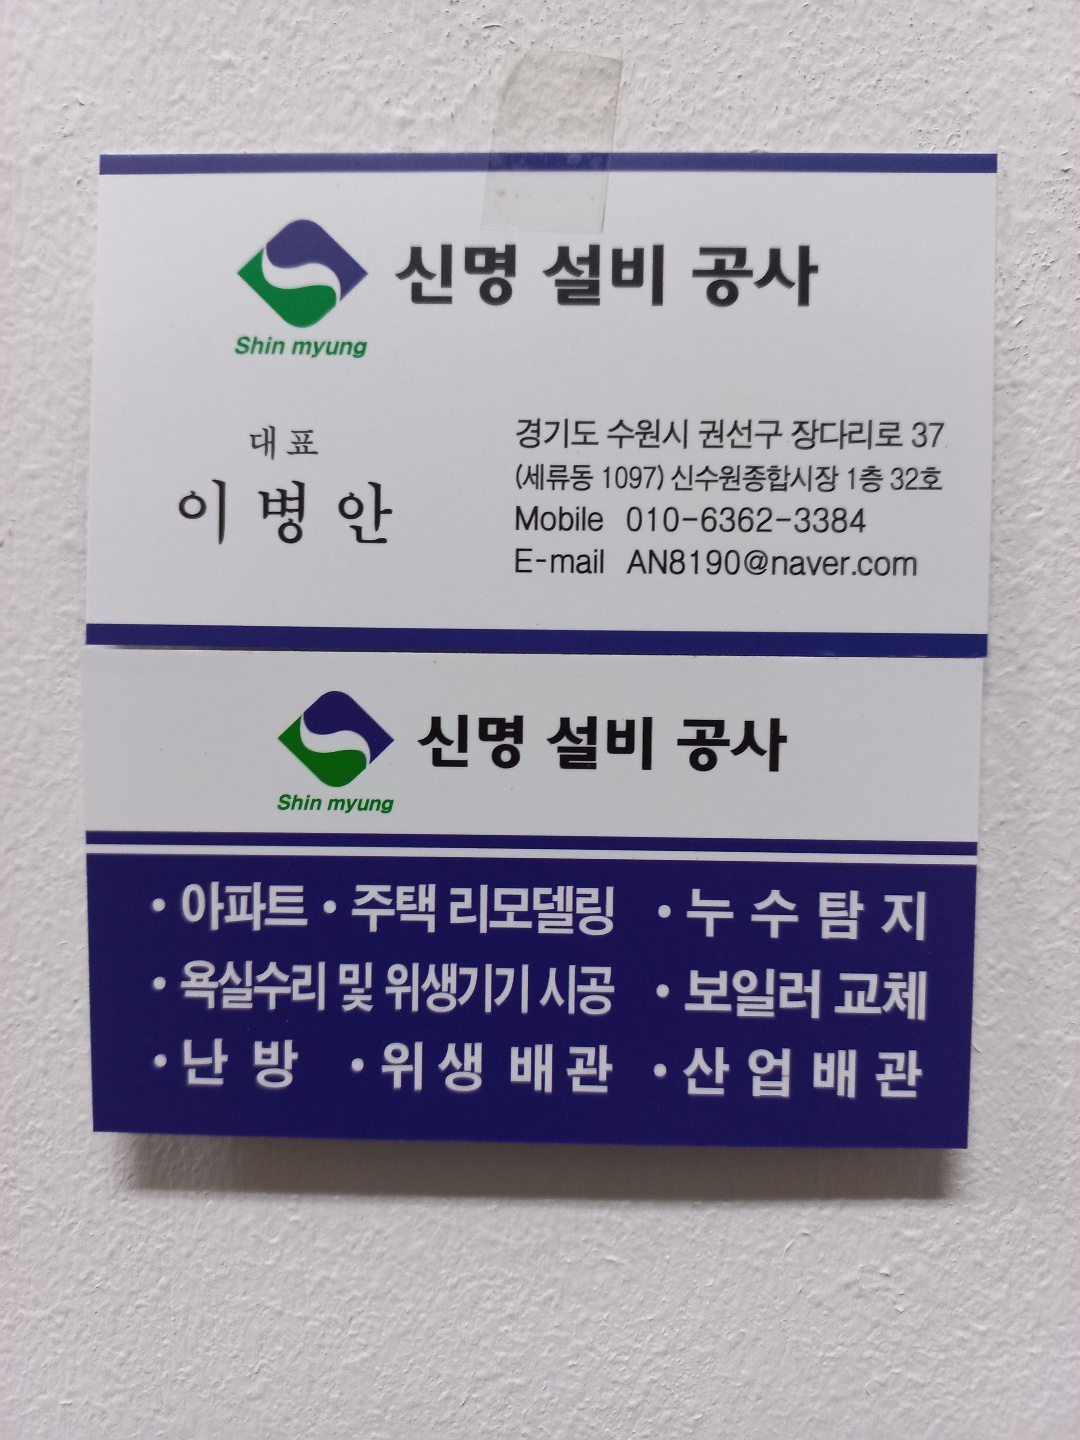 신명 설비 공사
Shin myung
대표
이병안
경기도 수원시 권선구 장다리로 37
(세류동 1097) 신수원종합시장 1층 32호
Mobile 010-6362-3384
E-mail AN8190@naver.com
신명 설비 공사
Shin myung
• 아파트 • 주택 리모델링 • 누수탐지
• 욕실수리 및 위생기기 시공 • 보일러 교체
• 난방 • 위생배관 • 산업배관